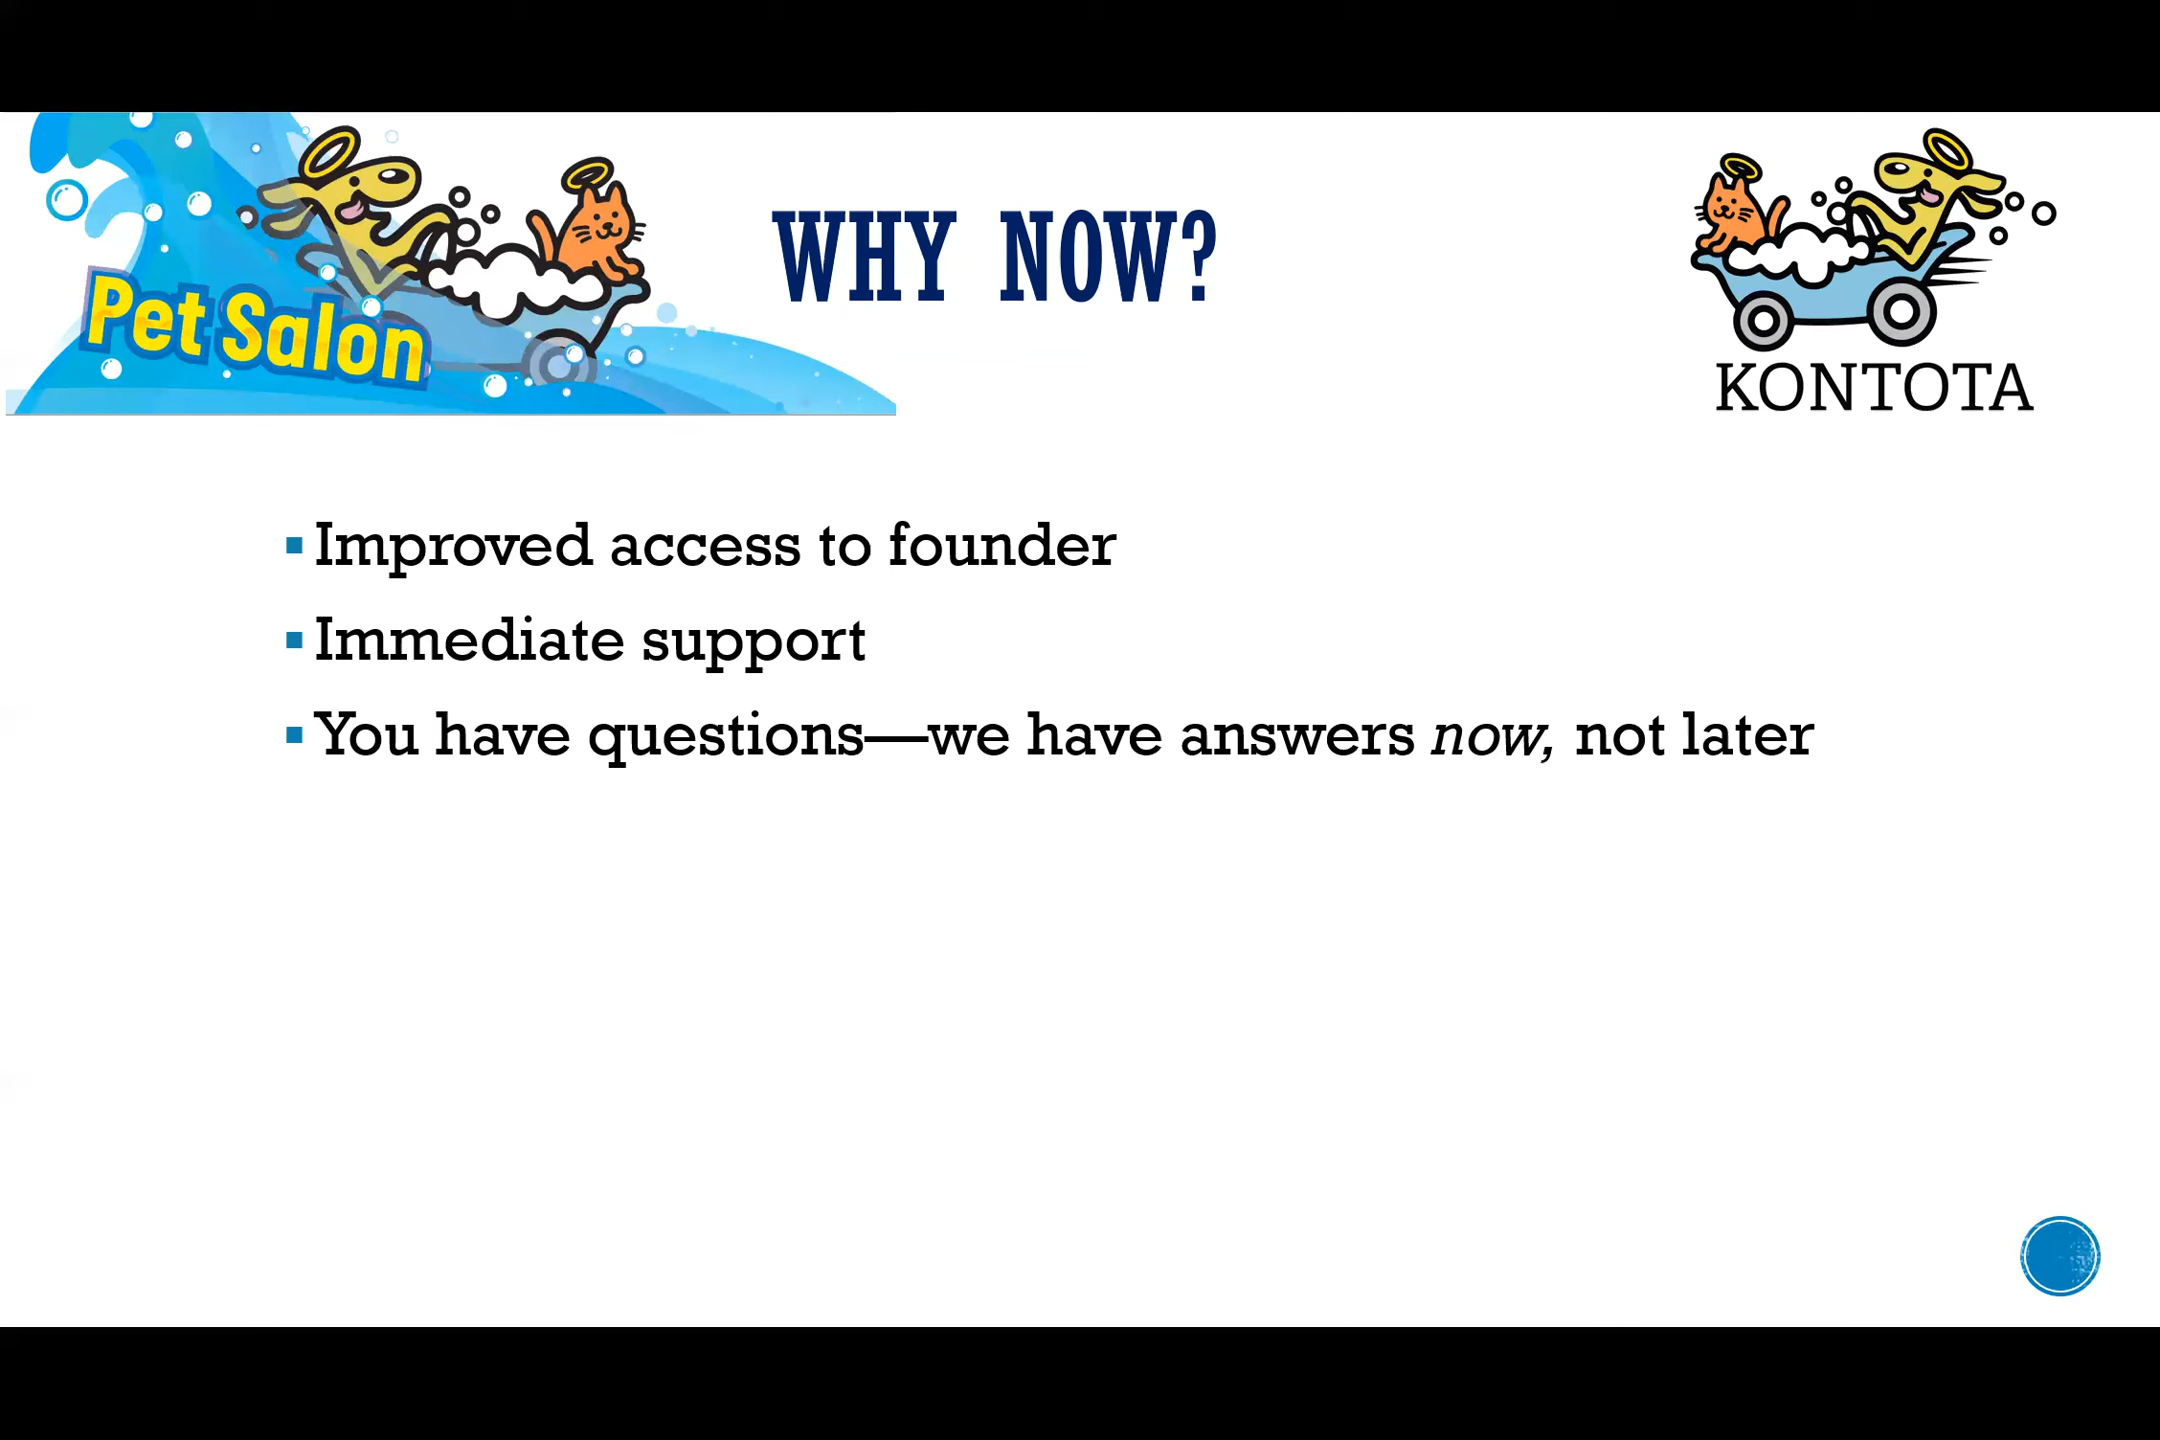 Pet Salon
WHY NOW?
KONTOTA
Improved access to founder
Immediate support
You have questions—we have answers now, not later